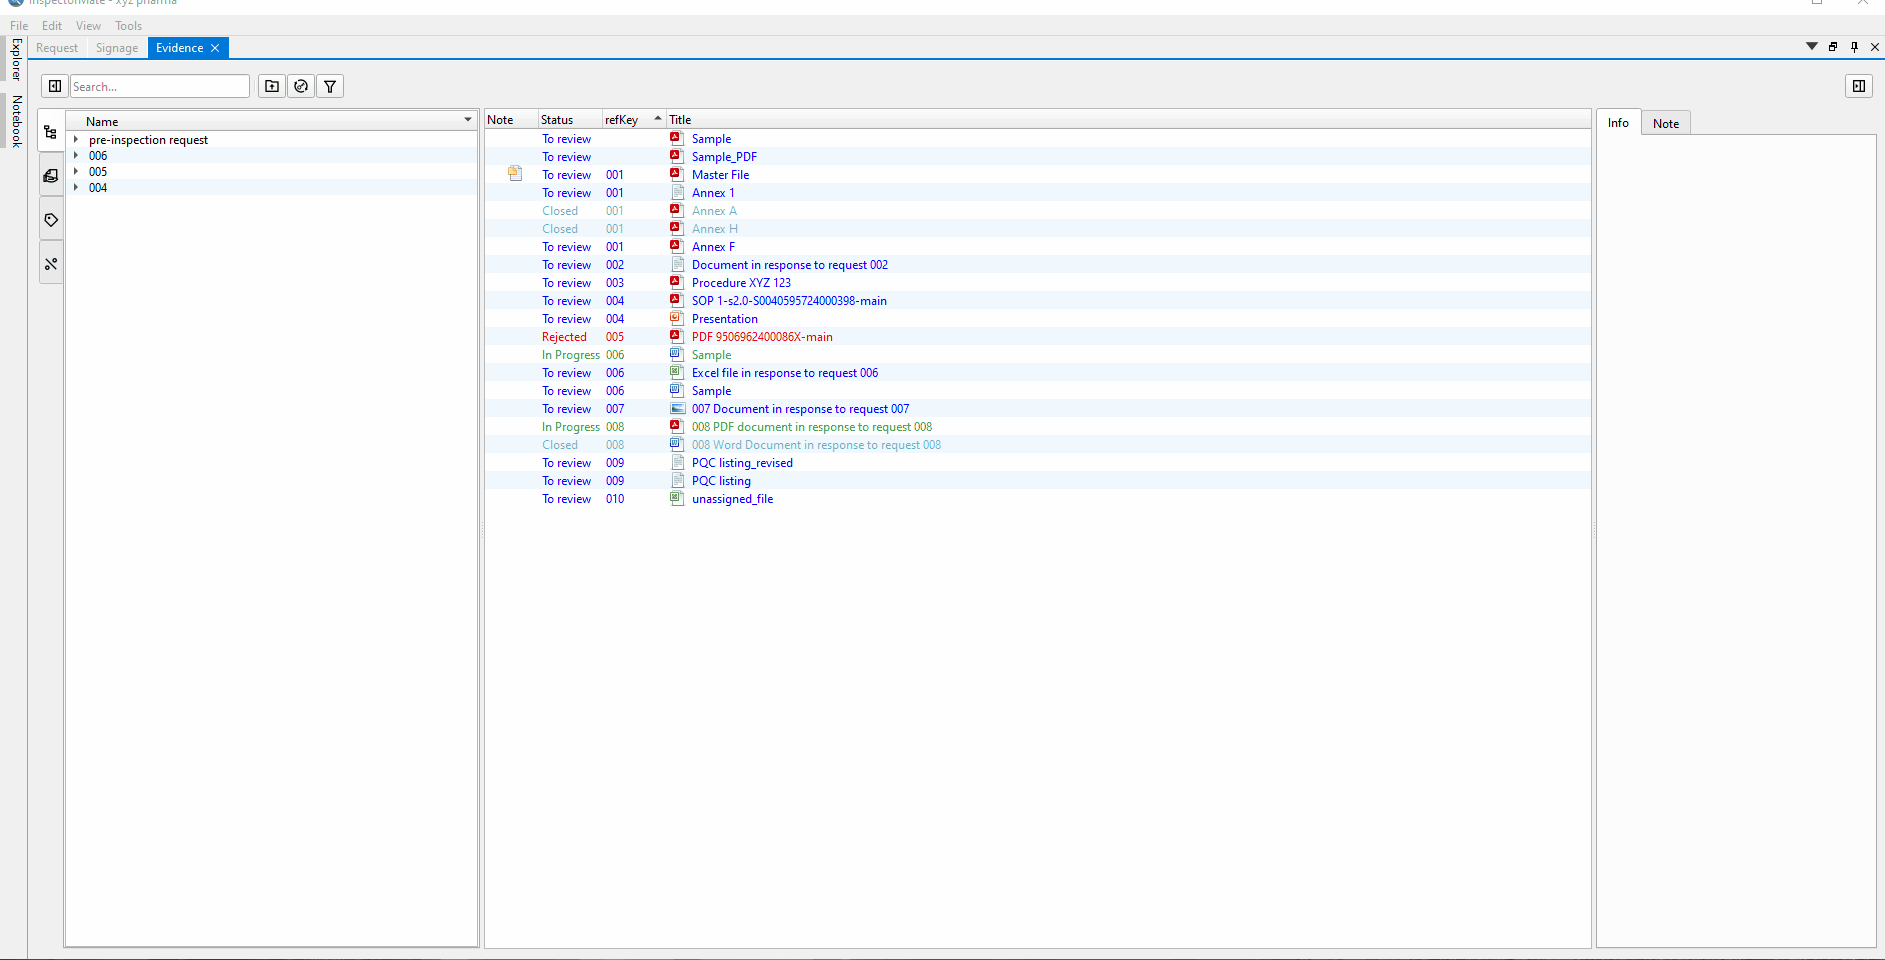 InspectorMate - xyz pharma
File Edit View Tools
Explorer
Notebook
Request Signage Evidence
Search...
Name
pre-inspection request
006
005
004
Note Status refKey Title
To review Sample
To review Sample_PDF
To review 001 Master File
To review 001 Annex 1
Closed 001 Annex A
Closed 001 Annex H
To review 001 Annex F
To review 002 Document in response to request 002
To review 003 Procedure XYZ 123
To review 004 SOP 1-s2.0-S0040595724000398-main
To review 004 Presentation
Rejected 005 PDF 9506962400086X-main
In Progress 006 Sample
To review 006 Excel file in response to request 006
To review 006 Sample
To review 007 007 Document in response to request 007
In Progress 008 008 PDF document in response to request 008
Closed 008 008 Word Document in response to request 008
To review 009 PQC listing_revised
To review 009 PQC listing
To review 010 unassigned_file
Info Note